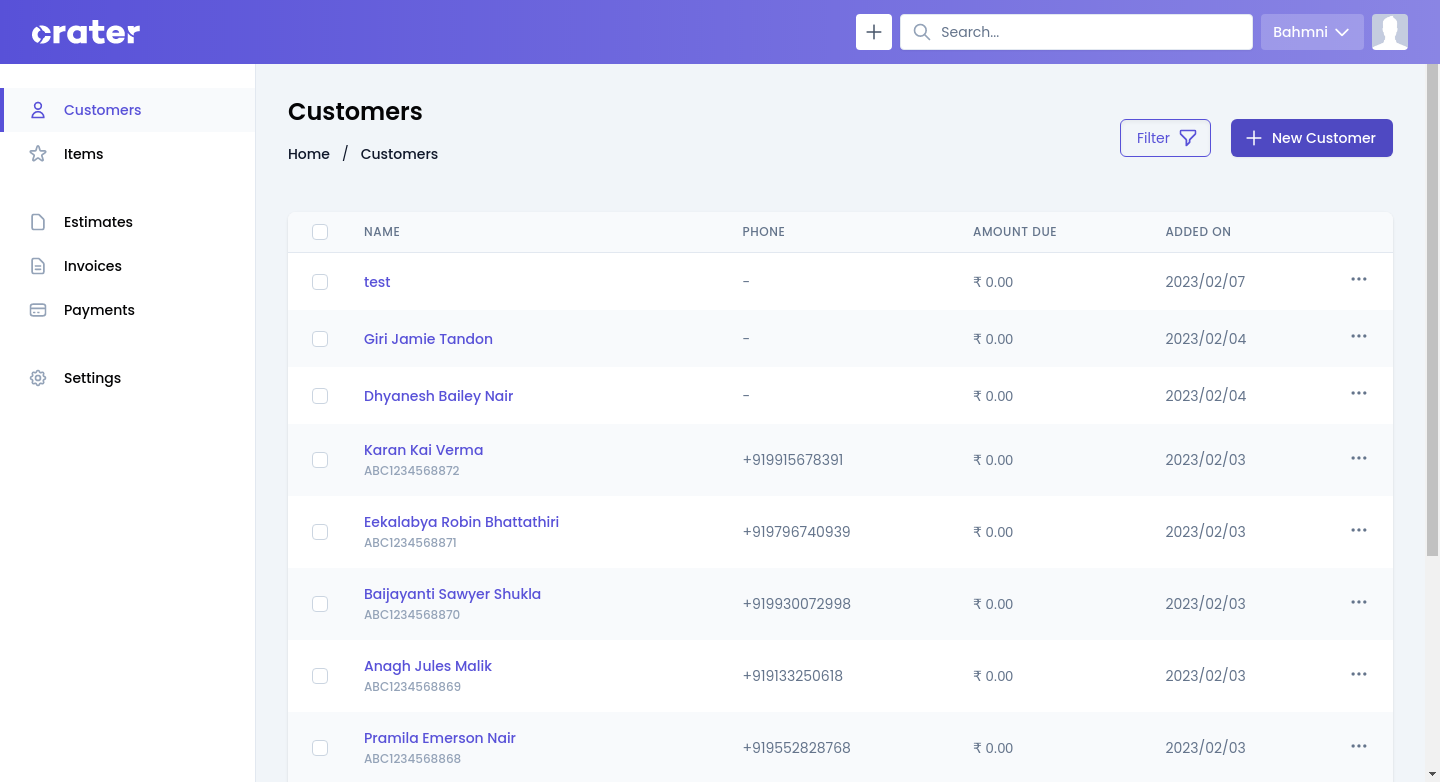 crater
Search...
Bahmni
Customers
Items
Estimates
Invoices
Payments
Settings
Customers
Home / Customers
Filter
New Customer
NAME PHONE AMOUNT DUE ADDED ON
test - ₹ 0.00 2023/02/07
Giri Jamie Tandon - ₹ 0.00 2023/02/04
Dhyanesh Bailey Nair - ₹ 0.00 2023/02/04
Karan Kai Verma +919915678391 ₹ 0.00 2023/02/03
ABC1234568872
Eekalabya Robin Bhattathiri +919796740939 ₹ 0.00 2023/02/03
ABC1234568871
Baijayanti Sawyer Shukla +919930072998 ₹ 0.00 2023/02/03
ABC1234568870
Anagh Jules Malik +919133250618 ₹ 0.00 2023/02/03
ABC1234568869
Pramila Emerson Nair +919552828768 ₹ 0.00 2023/02/03
ABC1234568868